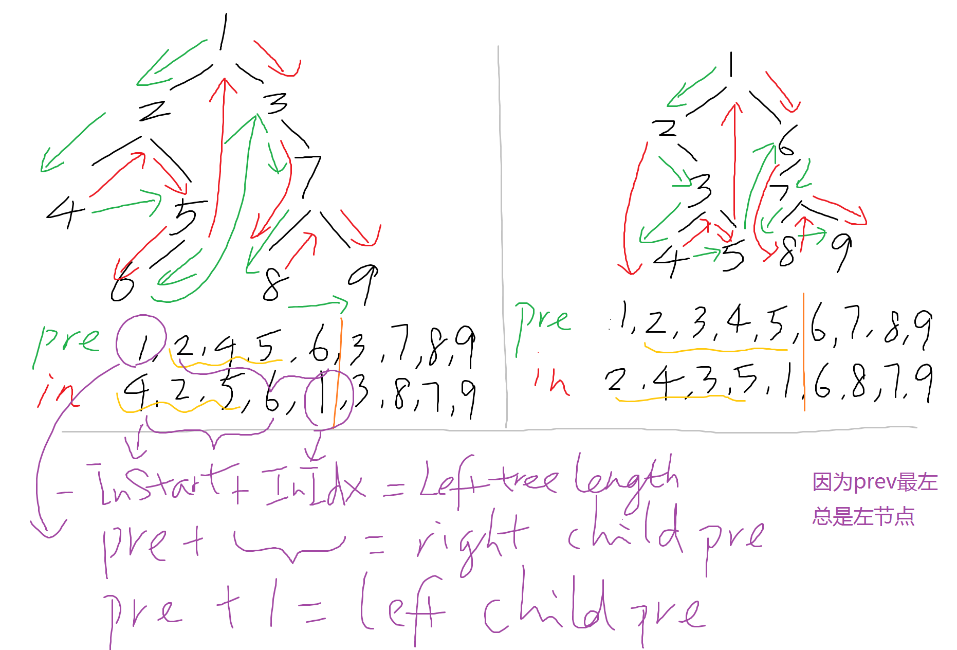 1
2 3
7
4 5
6 8 9
pre 1, 2, 4, 5, 6, 3, 7, 8, 9
in 4, 2, 5, 6, 1, 3, 8, 7, 9
1
2 6
3 7
4 5 8 9
pre 1, 2, 3, 4, 5, 6, 7, 8, 9
in 2, 4, 3, 5, 1, 6, 8, 7, 9
- InStart + InIdx = Left tree length
pre + = right child pre
pre + 1 = left child pre
因为prev最左
总是左节点